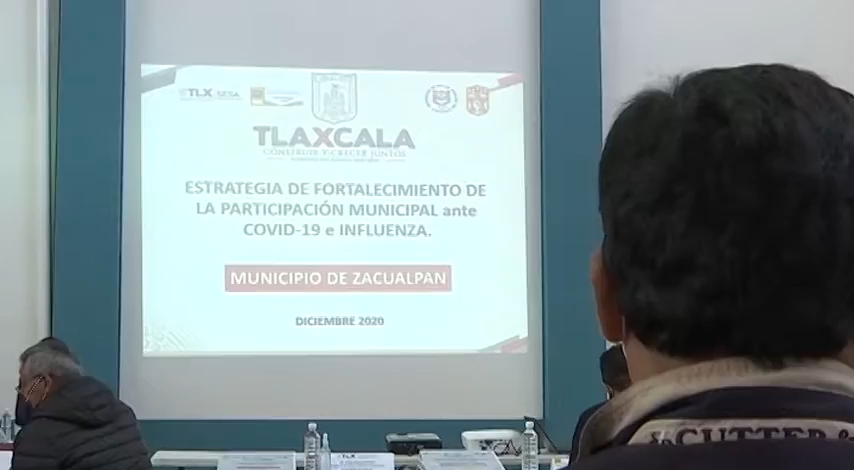 TLX SESA
TLAXCALA
CONSTRUIR Y CRECER JUNTOS
ESTRATEGIA DE FORTALECIMIENTO DE
LA PARTICIPACIÓN MUNICIPAL ante
COVID-19 e INFLUENZA.
MUNICIPIO DE ZACUALPAN
DICIEMBRE 2020
CUTTER &
TLX